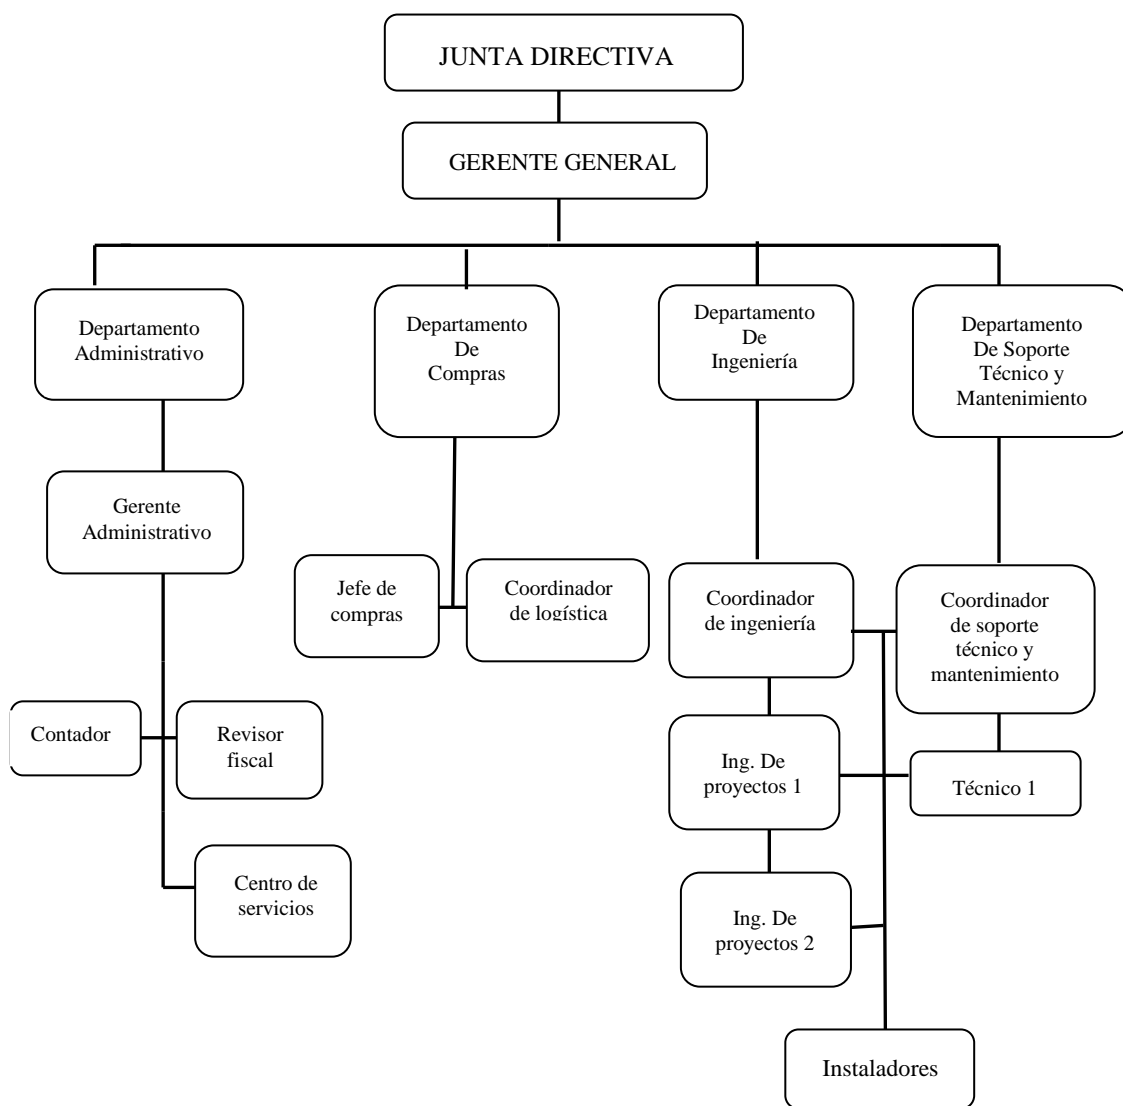 JUNTA DIRECTIVA
GERENTE GENERAL
Departamento
Administrativo
Departamento
De
Compras
Departamento
De
Ingeniería
Departamento
De Soporte
Técnico y
Mantenimiento
Gerente
Administrativo
Jefe de
compras
Coordinador
de logística
Coordinador
de ingeniería
Coordinador
de soporte
técnico y
mantenimiento
Contador
Revisor
fiscal
Ing. De
proyectos 1
Técnico 1
Centro de
servicios
Ing. De
proyectos 2
Instaladores